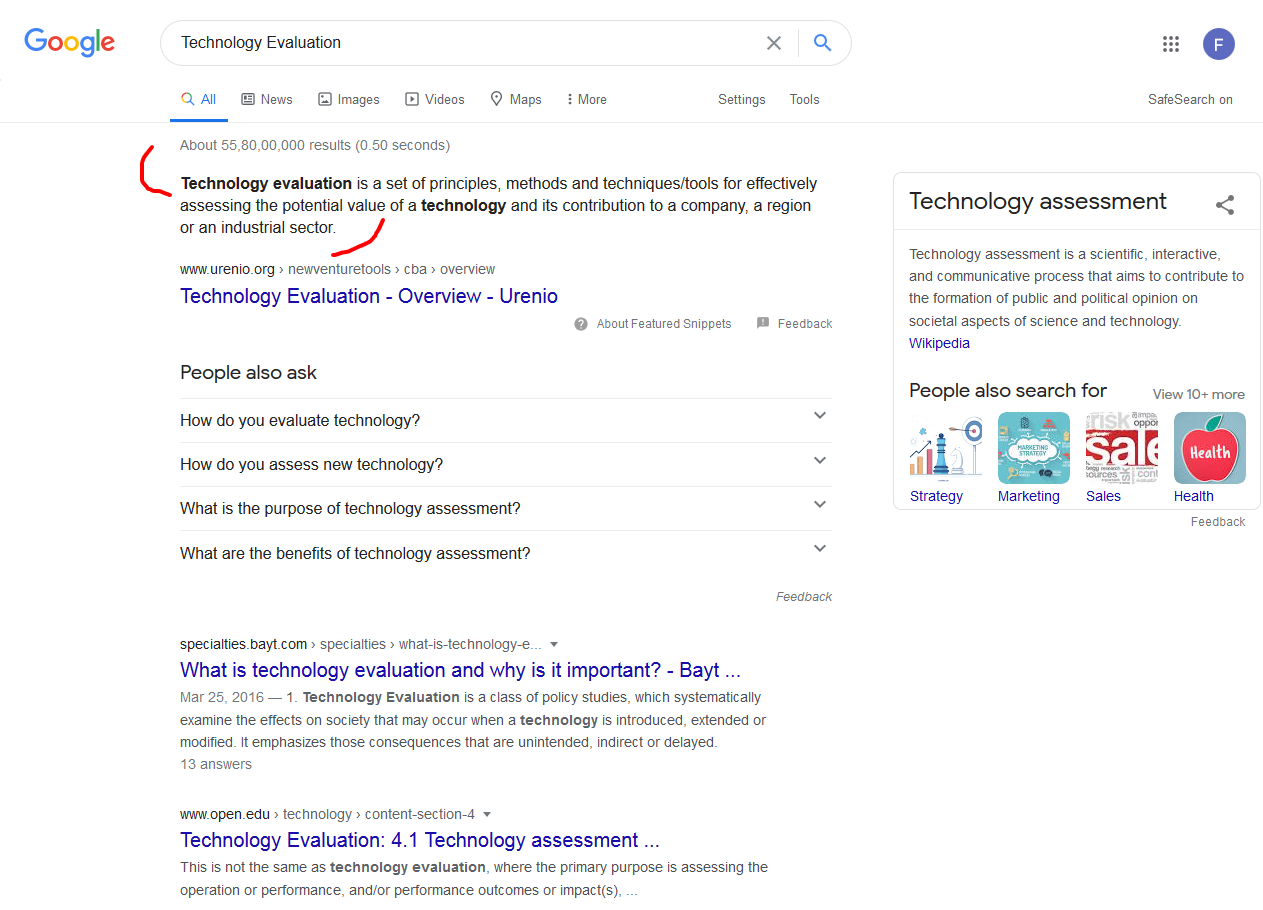 Google
Technology Evaluation
F
All News Images Videos Maps More Settings Tools SafeSearch on
About 55,80,00,000 results (0.50 seconds)
Technology evaluation is a set of principles, methods and techniques/tools for effectively
assessing the potential value of a technology and its contribution to a company, a region
or an industrial sector.
www.urenio.org › newventuretools › cba › overview
Technology Evaluation - Overview - Urenio
About Featured Snippets Feedback
People also ask
How do you evaluate technology?
How do you assess new technology?
What is the purpose of technology assessment?
What are the benefits of technology assessment?
Feedback
specialties.bayt.com › specialties › what-is-technology-e...
What is technology evaluation and why is it important? - Bayt ...
Mar 25, 2016 — 1. Technology Evaluation is a class of policy studies, which systematically
examine the effects on society that may occur when a technology is introduced, extended or
modified. It emphasizes those consequences that are unintended, indirect or delayed.
13 answers
www.open.edu › technology › content-section-4
Technology Evaluation: 4.1 Technology assessment ...
This is not the same as technology evaluation, where the primary purpose is assessing the
operation or performance, and/or performance outcomes or impact(s), ...
Technology assessment
Technology assessment is a scientific, interactive,
and communicative process that aims to contribute to
the formation of public and political opinion on
societal aspects of science and technology.
Wikipedia
People also search for View 10+ more
MARKETING
STRATEGY
risk
sale
Health
Strategy Marketing Sales Health
Feedback